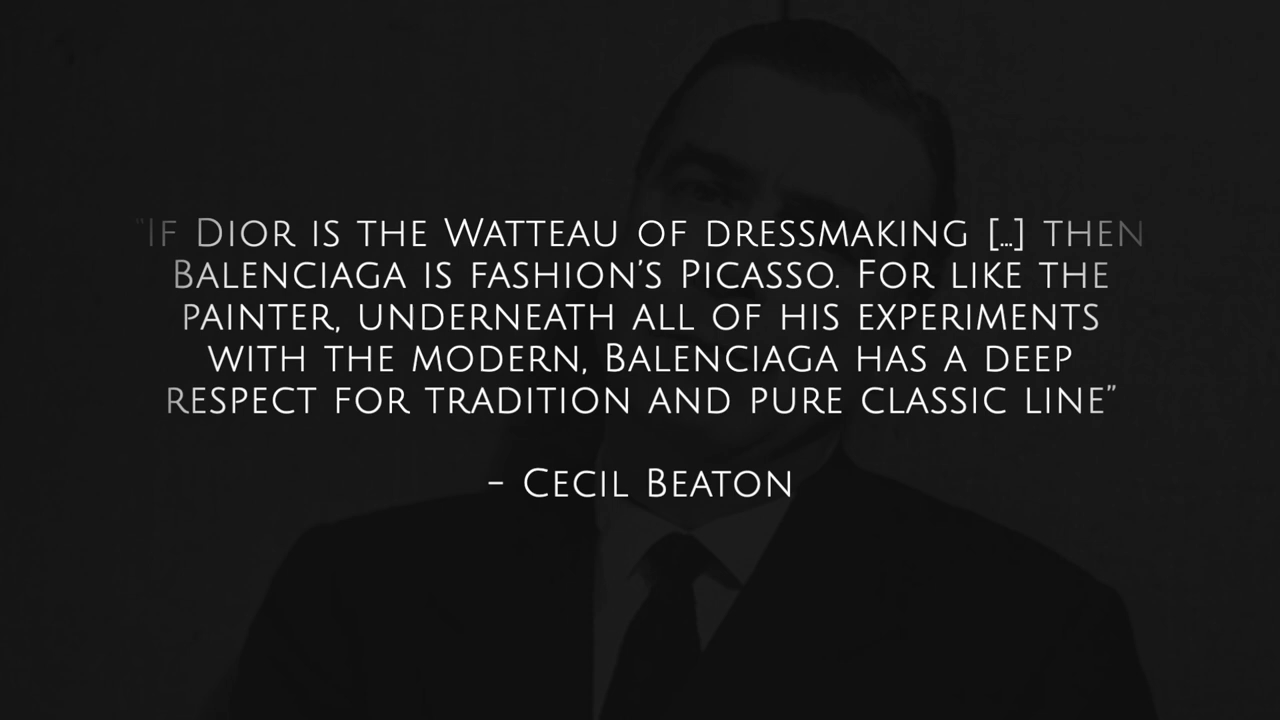 "If Dior is the Watteau of dressmaking [...] then
Balenciaga is fashion's Picasso. For like the
painter, underneath all of his experiments
with the modern, Balenciaga has a deep
respect for tradition and pure classic line"
– Cecil Beaton